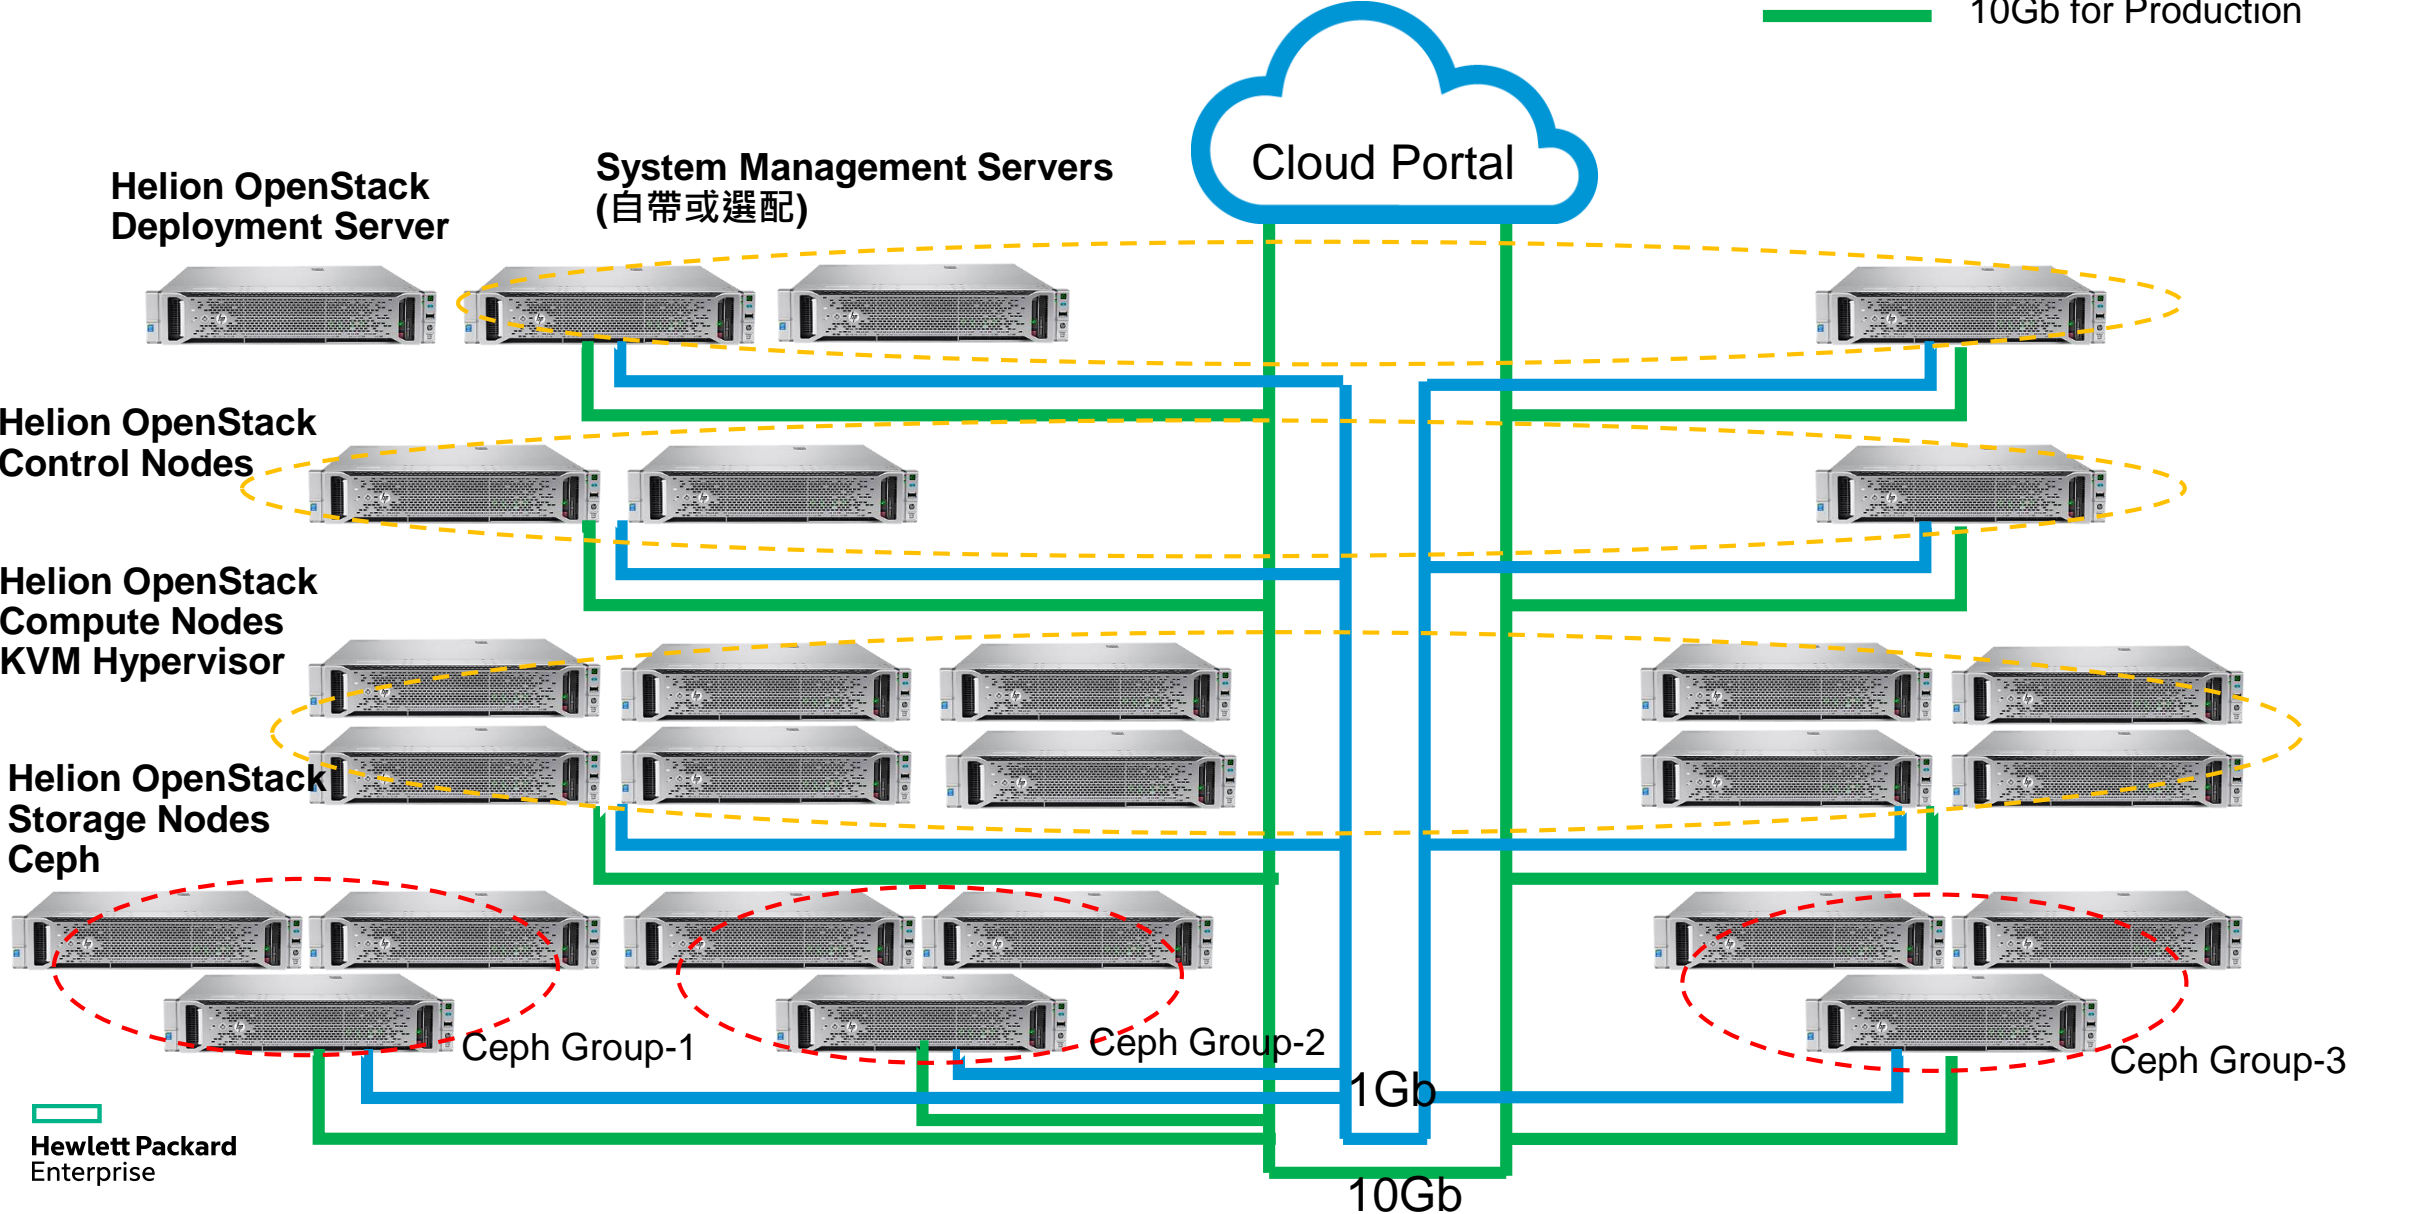 10Gb for Production
Cloud Portal
Helion OpenStack
Deployment Server
System Management Servers
(自帶或選配)
Helion OpenStack
Control Nodes
Helion OpenStack
Compute Nodes
KVM Hypervisor
Helion OpenStack
Storage Nodes
Ceph
Ceph Group-1
Ceph Group-2
Ceph Group-3
1Gb
10Gb
Hewlett Packard
Enterprise